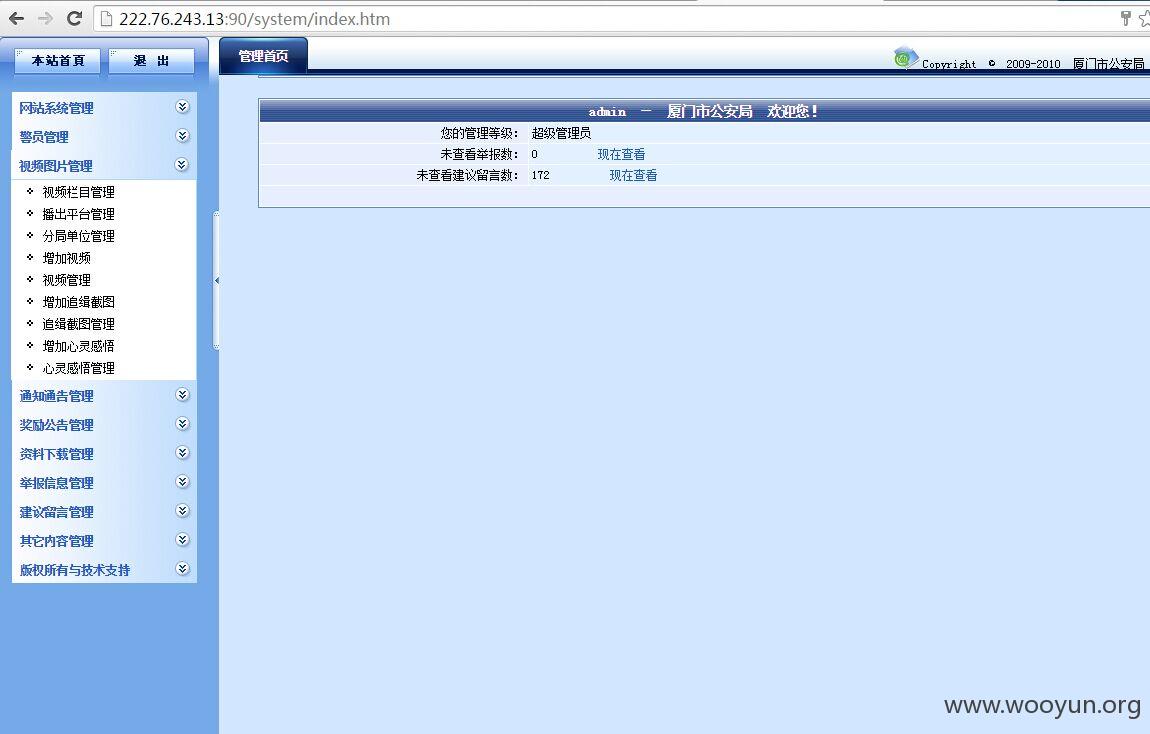 222.76.243.13:90/system/index.htm
本站首页 退 出
管理首页
Copyright © 2009-2010 厦门市公安局
网站系统管理
警员管理
视频图片管理
视频栏目管理
播出平台管理
分局单位管理
增加视频
视频管理
增加追缉截图
追缉截图管理
增加心灵感悟
心灵感悟管理
通知通告管理
奖励公告管理
资料下载管理
举报信息管理
建议留言管理
其它内容管理
版权所有与技术支持
admin － 厦门市公安局 欢迎您！
您的管理等级： 超级管理员
未查看举报数： 0 现在查看
未查看建议留言数： 172 现在查看
www.wooyun.org